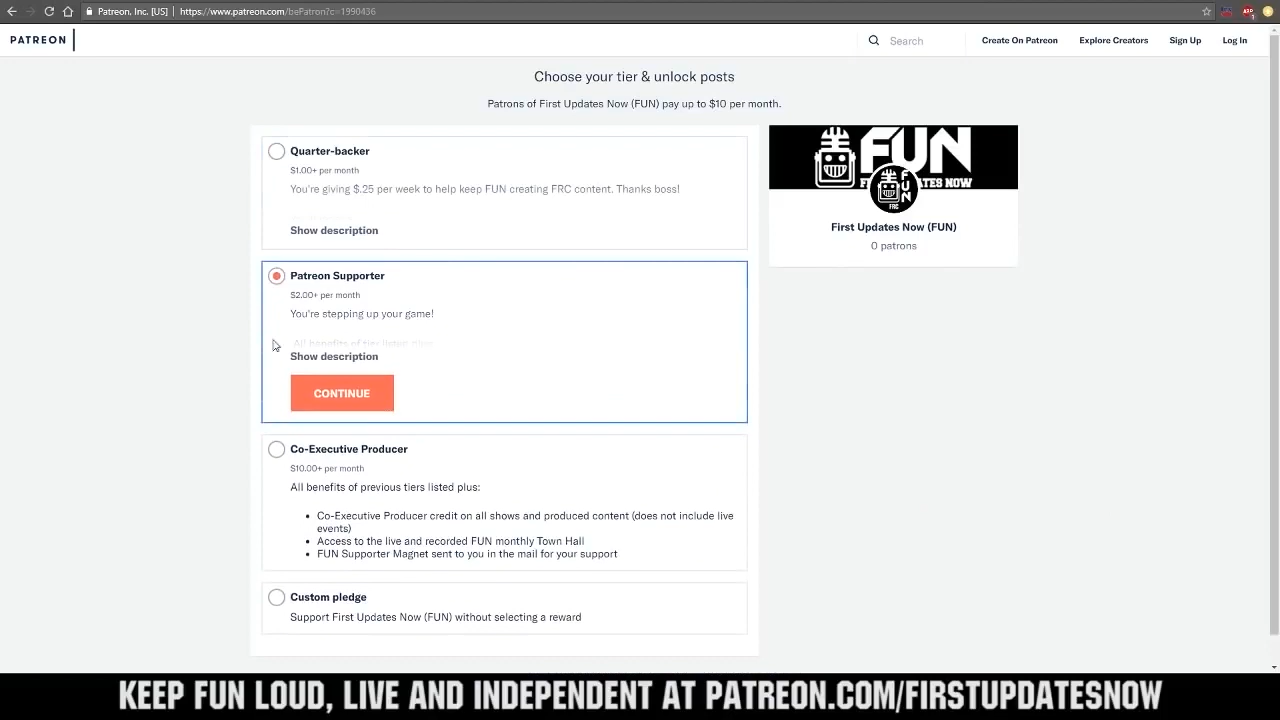 Patreon, Inc. [US] | https://www.patreon.com/bePatron?c=1990436
PATREON
Search
Create On Patreon
Explore Creators
Sign Up
Log In
Choose your tier & unlock posts
Patrons of First Updates Now (FUN) pay up to $10 per month.
Quarter-backer
$1.00+ per month
You're giving $.25 per week to help keep FUN creating FRC content. Thanks boss!
Show description
Patreon Supporter
$2.00+ per month
You're stepping up your game!
All benefits of tier
Show description
CONTINUE
Co-Executive Producer
$10.00+ per month
All benefits of previous tiers listed plus:
• Co-Executive Producer credit on all shows and produced content (does not include live
events)
• Access to the live and recorded FUN monthly Town Hall
• FUN Supporter Magnet sent to you in the mail for your support
Custom pledge
Support First Updates Now (FUN) without selecting a reward
FUN
FUN
FRC
First Updates Now (FUN)
0 patrons
KEEP FUN LOUD, LIVE AND INDEPENDENT AT PATREON.COM/FIRSTUPDATESNOW